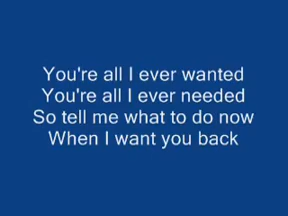 You're all I ever wanted
You're all I ever needed
So tell me what to do now
When I want you back